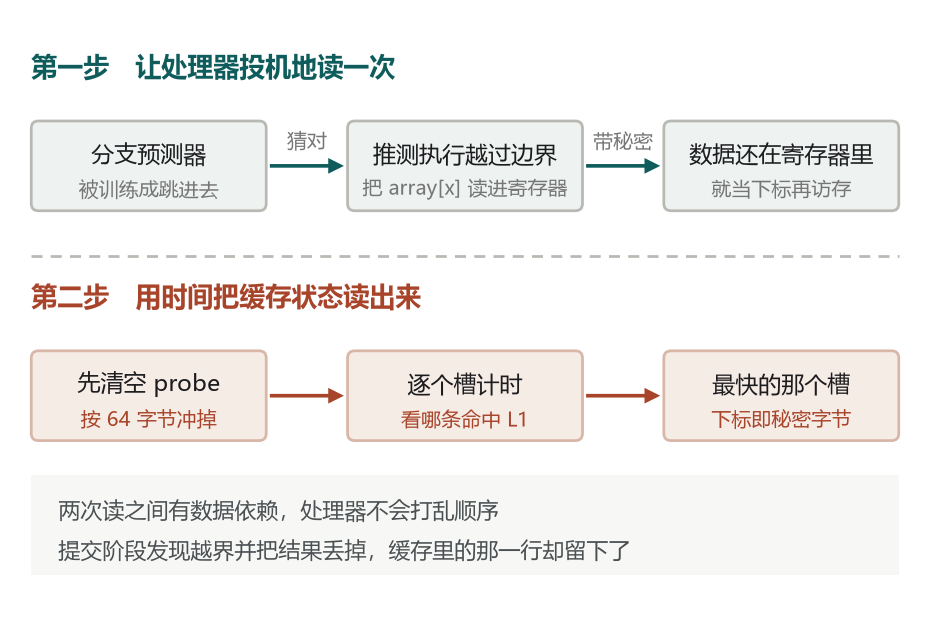 第一步 让处理器投机地读一次
猜对
带秘密
分支预测器
被训练成跳进去
推测执行越过边界
把 array[x] 读进寄存器
数据还在寄存器里
就当下标再访存
第二步 用时间把缓存状态读出来
先清空 probe
按 64 字节冲掉
逐个槽计时
看哪条命中 L1
最快的那个槽
下标即秘密字节
两次读之间有数据依赖，处理器不会打乱顺序
提交阶段发现越界并把结果丢掉，缓存里的那一行却留下了